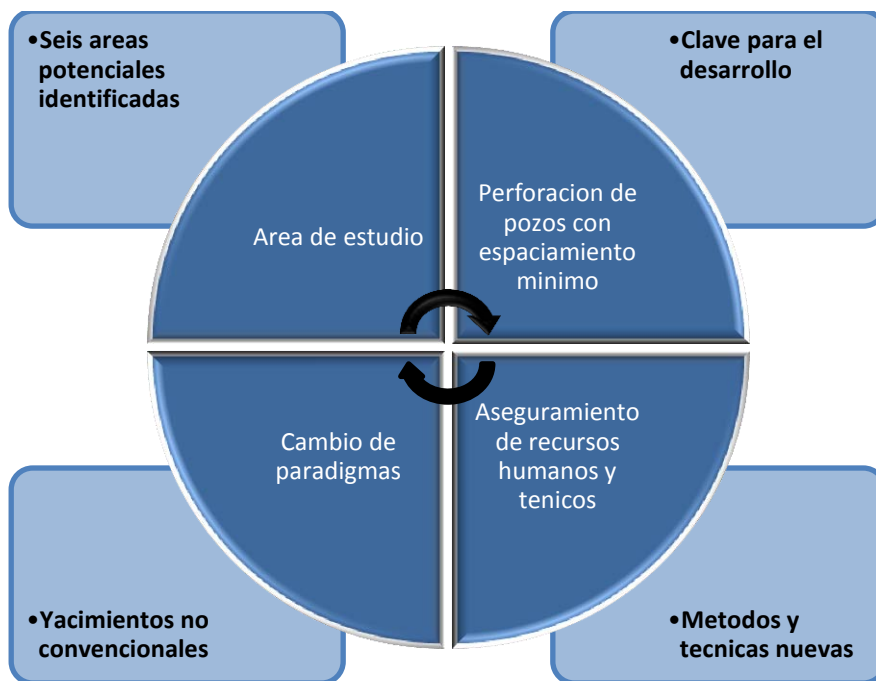 •Seis areas
potenciales
identificadas
•Clave para el
desarrollo
Area de estudio
Perforacion de
pozos con
espaciamiento
minimo
Cambio de
paradigmas
Aseguramiento
de recursos
humanos y
tenicos
•Yacimientos no
convencionales
•Metodos y
tecnicas nuevas